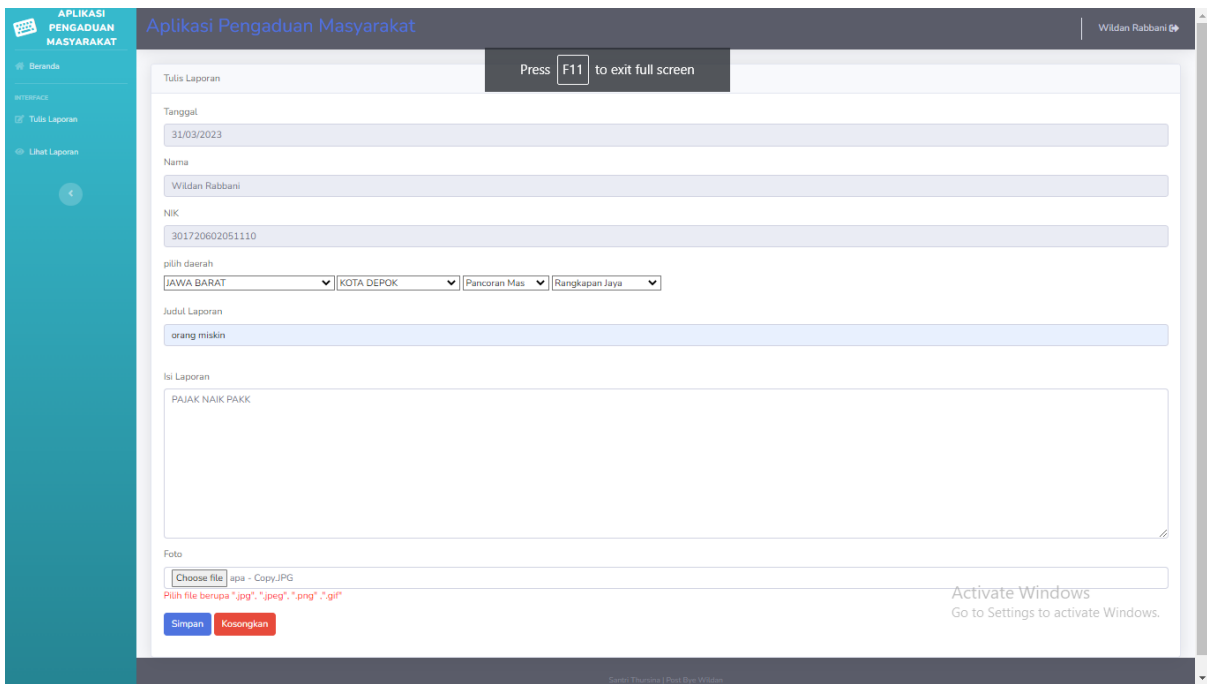 APLIKASI
PENGADUAN
MASYARAKAT
Aplikasi Pengaduan Masyarakat
Wildan Rabbani
Press F11 to exit full screen
Beranda
INTERFACE
Tulis Laporan
Lihat Laporan
Tulis Laporan
Tanggal
31/03/2023
Nama
Wildan Rabbani
NIK
301720602051110
pilih daerah
JAWA BARAT KOTA DEPOK Pancoran Mas Rangkapan Jaya
Judul Laporan
orang miskin
Isi Laporan
PAJAK NAIK PAKK
Foto
Choose file apa - Copy.JPG
Pilih file berupa ".jpg", ".jpeg", ".png" ,".gif"
Simpan Kosongkan
Activate Windows
Go to Settings to activate Windows.
| Post Bye Wildan